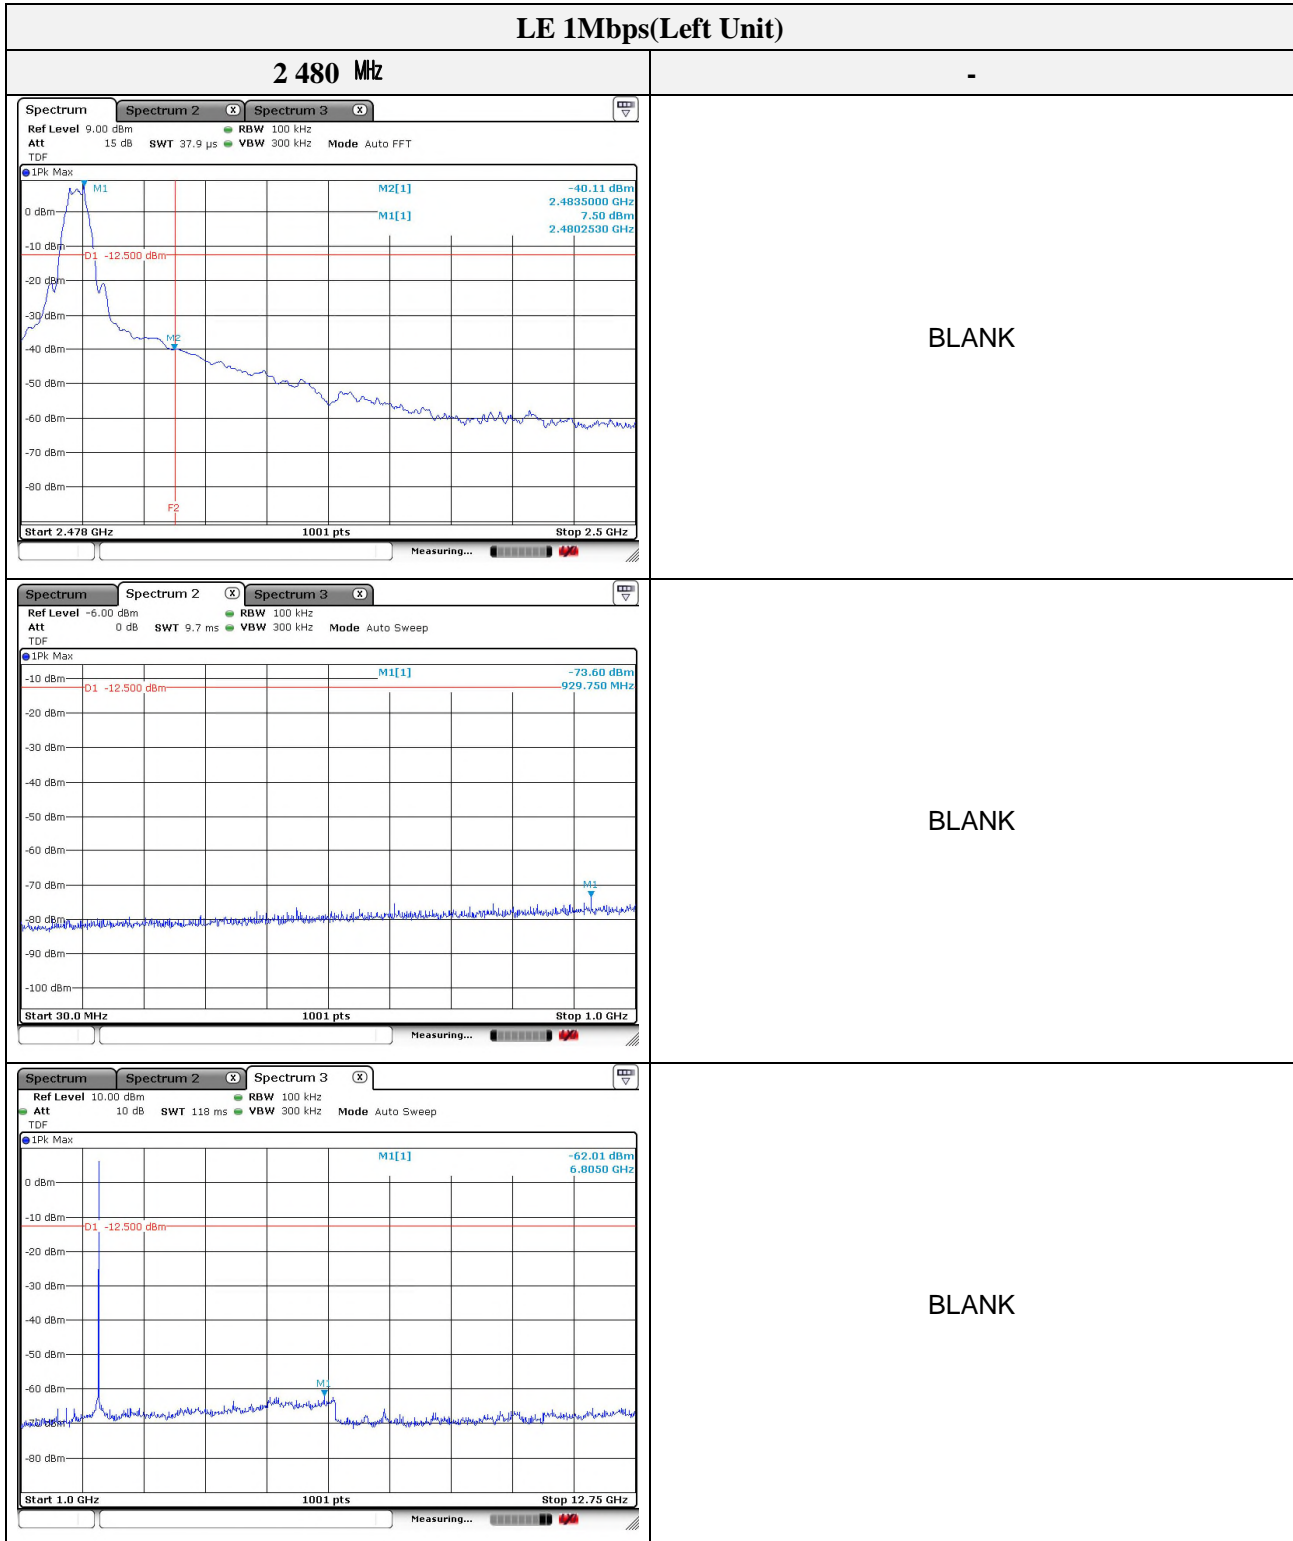 LE 1Mbps(Left Unit)
2 480 ㎒
-
Spectrum Spectrum 2 X Spectrum 3 X
Ref Level 9.00 dBm RBW 100 kHz
Att 15 dB SWT 37.9 µs VBW 300 kHz Mode Auto FFT
TDF
1Pk Max
M1 M2[1] -40.11 dBm
2.4835000 GHz
0 dBm M1[1] 7.50 dBm
2.4802530 GHz
-10 dBm
D1 -12.500 dBm
-20 dBm
-30 dBm
M2
-40 dBm
-50 dBm
-60 dBm
-70 dBm
-80 dBm
F2
Start 2.478 GHz 1001 pts Stop 2.5 GHz
Measuring...
BLANK
Spectrum Spectrum 2 X Spectrum 3 X
Ref Level -6.00 dBm RBW 100 kHz
Att 0 dB SWT 9.7 ms VBW 300 kHz Mode Auto Sweep
TDF
1Pk Max
-10 dBm M1[1] -73.60 dBm
D1 -12.500 dBm 929.750 MHz
-20 dBm
-30 dBm
-40 dBm
-50 dBm
-60 dBm
-70 dBm M1
-80 dBm
-90 dBm
-100 dBm
Start 30.0 MHz 1001 pts Stop 1.0 GHz
Measuring...
BLANK
Spectrum Spectrum 2 X Spectrum 3 X
Ref Level 10.00 dBm RBW 100 kHz
Att 10 dB SWT 118 ms VBW 300 kHz Mode Auto Sweep
TDF
1Pk Max
M1[1] -62.01 dBm
6.8050 GHz
0 dBm
-10 dBm
D1 -12.500 dBm
-20 dBm
-30 dBm
-40 dBm
-50 dBm
-60 dBm M1
-70 dBm
-80 dBm
Start 1.0 GHz 1001 pts Stop 12.75 GHz
Measuring...
BLANK